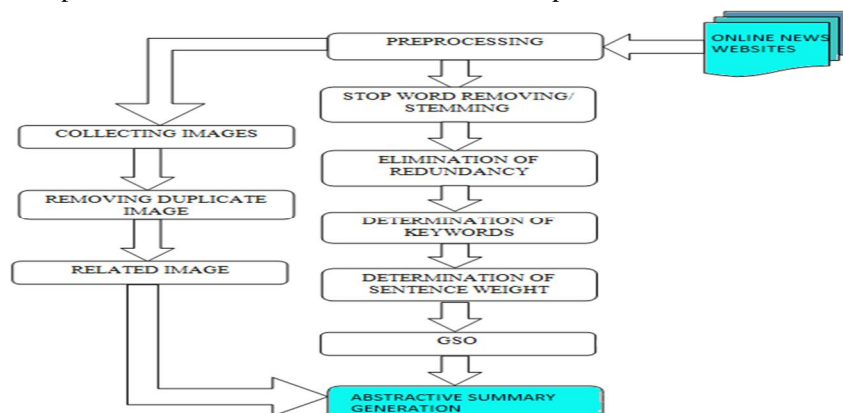 PREPROCESSING
ONLINE NEWS
WEBSITES
STOP WORD REMOVING/
STEMMING
COLLECTING IMAGES
ELIMINATION OF
REDUNDANCY
REMOVING DUPLICATE
IMAGE
DETERMINATION OF
KEYWORDS
RELATED IMAGE
DETERMINATION OF
SENTENCE WEIGHT
GSO
ABSTRACTIVE SUMMARY
GENERATION